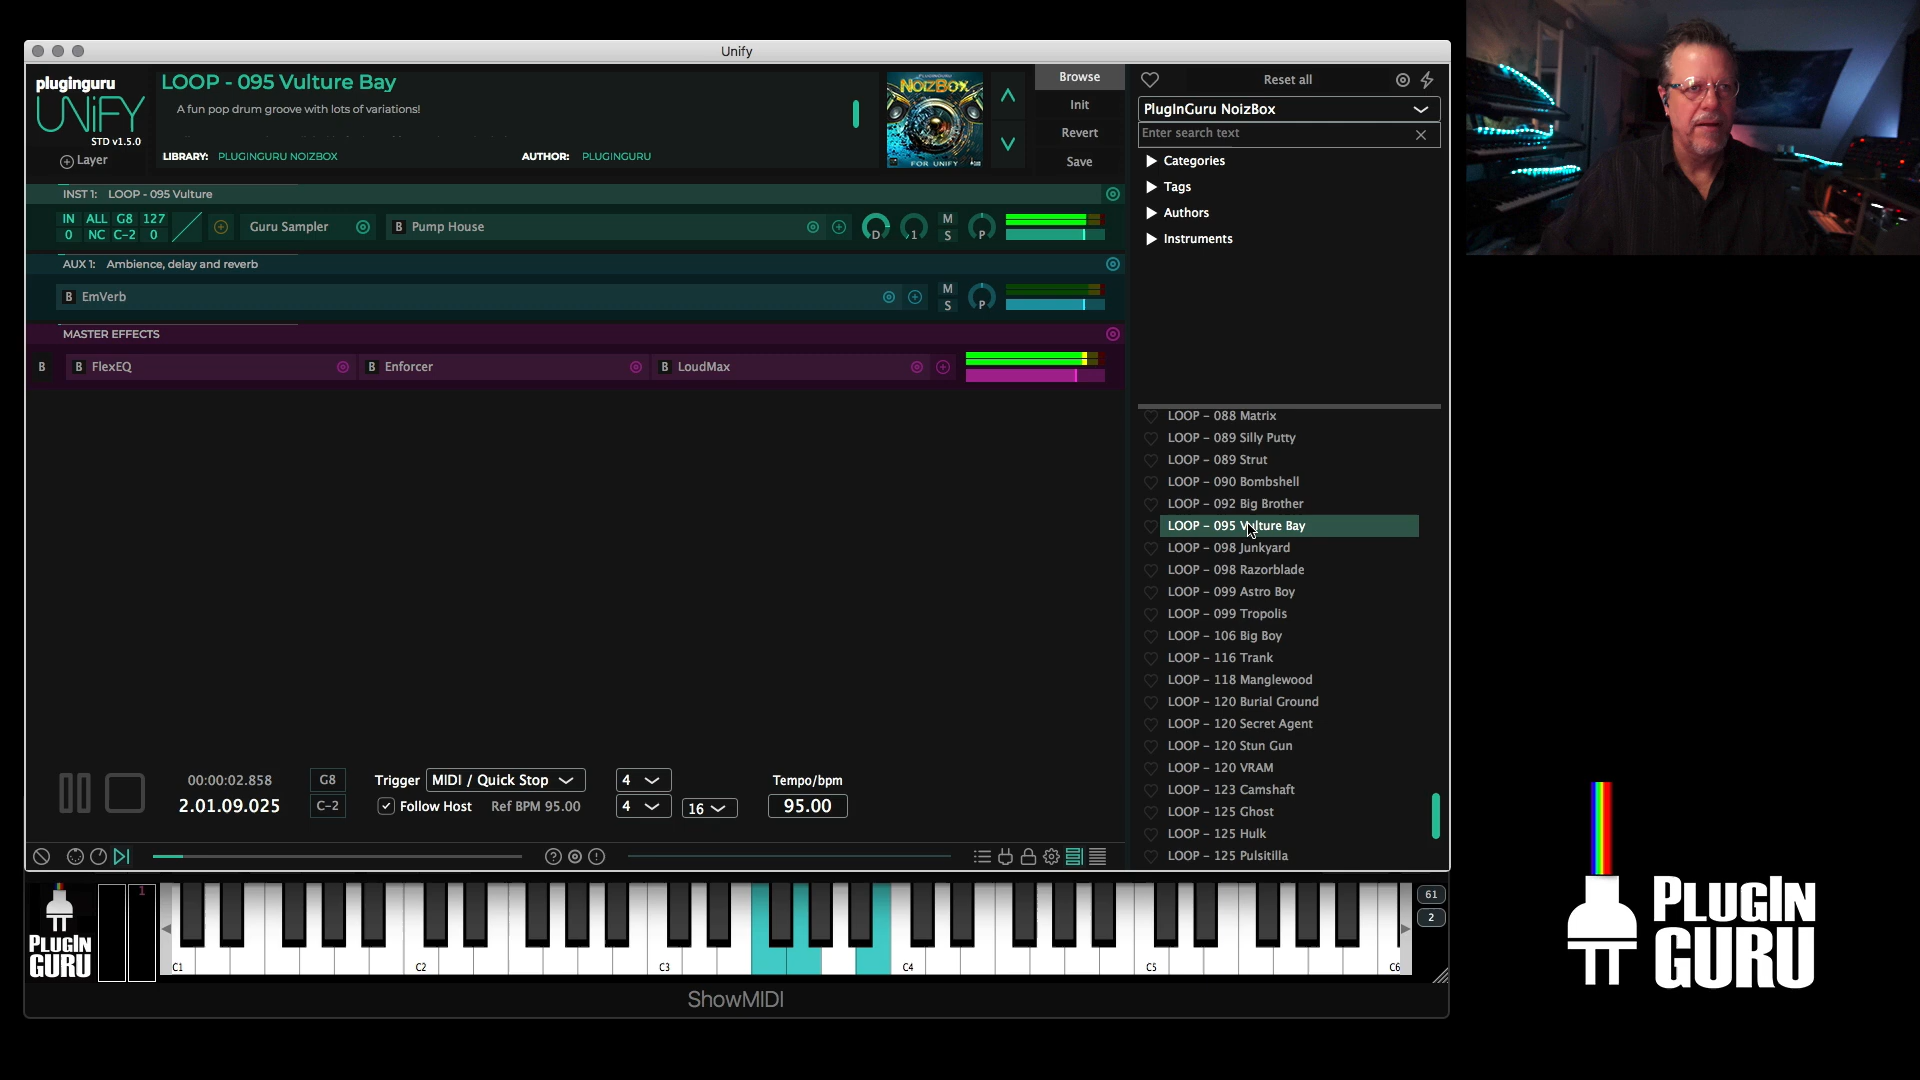 Unify
pluginguru
UNiFY
STD v1.5.0
Layer
LOOP - 095 Vulture Bay
A fun pop drum groove with lots of variations!
LIBRARY: PLUGINGURU NOIZBOX
AUTHOR: PLUGINGURU
NOIZBOX
FOR UNIFY
Browse
Init
Revert
Save
Reset all
PlugInGuru NoizBox
Enter search text
Categories
Tags
Authors
Instruments
INST 1: LOOP - 095 Vulture
IN ALL G8 127
0 NC C-2 0
Guru Sampler
B Pump House
D
1
M
S
P
AUX 1: Ambience, delay and reverb
B EmVerb
M
S
P
MASTER EFFECTS
B
B FlexEQ
B Enforcer
B LoudMax
LOOP - 088 Matrix
LOOP - 089 Silly Putty
LOOP - 089 Strut
LOOP - 090 Bombshell
LOOP - 092 Big Brother
LOOP - 095 Vulture Bay
LOOP - 098 Junkyard
LOOP - 098 Razorblade
LOOP - 099 Astro Boy
LOOP - 099 Tropolis
LOOP - 106 Big Boy
LOOP - 116 Trank
LOOP - 118 Manglewood
LOOP - 120 Burial Ground
LOOP - 120 Secret Agent
LOOP - 120 Stun Gun
LOOP - 120 VRAM
LOOP - 123 Camshaft
LOOP - 125 Ghost
LOOP - 125 Hulk
LOOP - 125 Pulsitilla
00:00:02.858
2.01.09.025
G8
C-2
Trigger MIDI / Quick Stop
Follow Host Ref BPM 95.00
4
4
16
Tempo/bpm
95.00
1
PLUGIN
GURU
C1
C2
C3
C4
C5
C6
61
2
ShowMIDI
PLUGIN
GURU